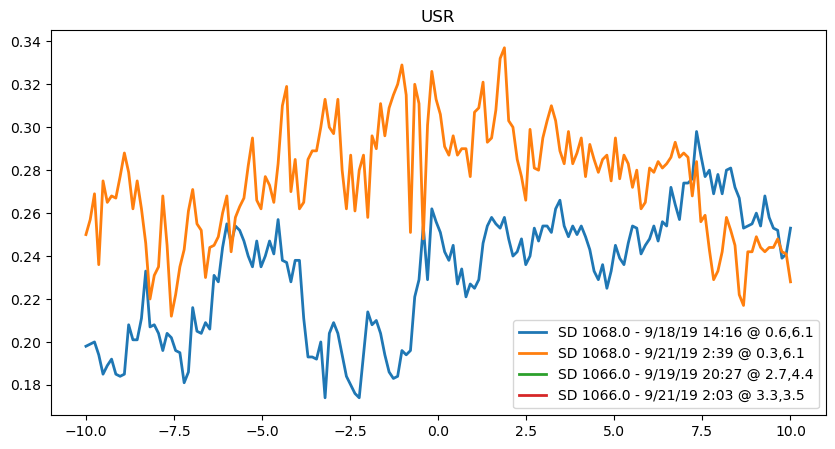 USR
0.34
0.32
0.30
0.28
0.26
0.24
0.22
0.20
0.18
−10.0 −7.5 −5.0 −2.5 0.0 2.5 5.0 7.5 10.0
SD 1068.0 - 9/18/19 14:16 @ 0.6,6.1
SD 1068.0 - 9/21/19 2:39 @ 0.3,6.1
SD 1066.0 - 9/19/19 20:27 @ 2.7,4.4
SD 1066.0 - 9/21/19 2:03 @ 3.3,3.5